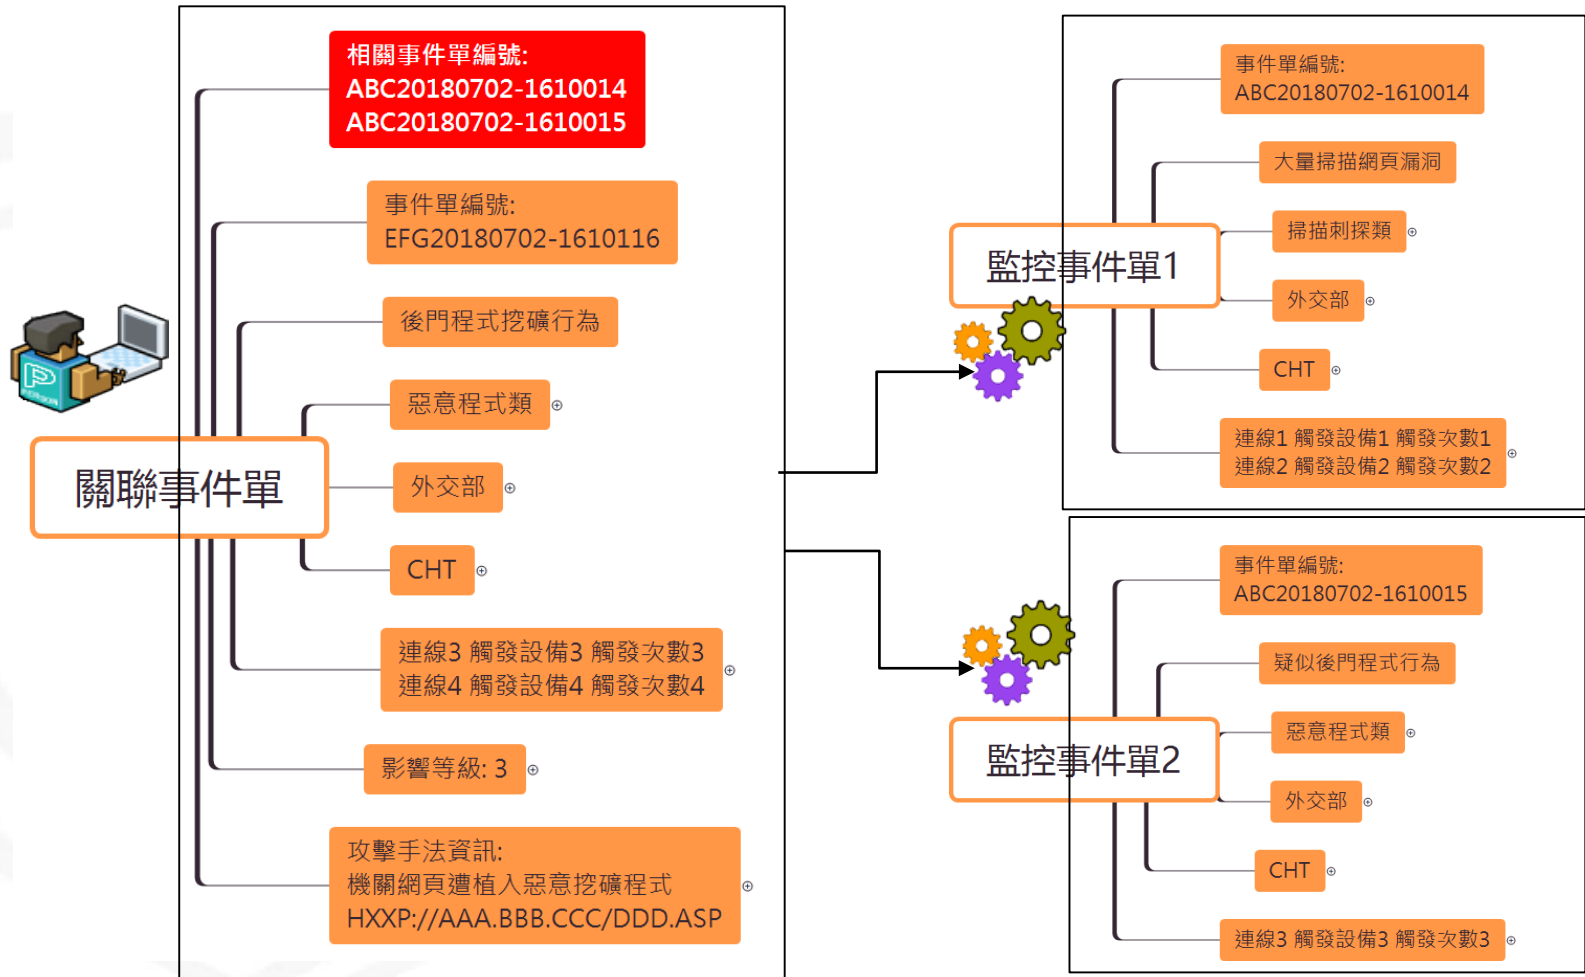 相關事件單編號:
ABC20180702-1610014
ABC20180702-1610015
事件單編號:
EFG20180702-1610116
後門程式挖礦行為
惡意程式類
關聯事件單
外交部
CHT
連線3 觸發設備3 觸發次數3
連線4 觸發設備4 觸發次數4
影響等級: 3
攻擊手法資訊:
機關網頁遭植入惡意挖礦程式
HXXP://AAA.BBB.CCC/DDD.ASP
事件單編號:
ABC20180702-1610014
大量掃描網頁漏洞
掃描刺探類
監控事件單1
外交部
CHT
連線1 觸發設備1 觸發次數1
連線2 觸發設備2 觸發次數2
事件單編號:
ABC20180702-1610015
疑似後門程式行為
惡意程式類
監控事件單2
外交部
CHT
連線3 觸發設備3 觸發次數3